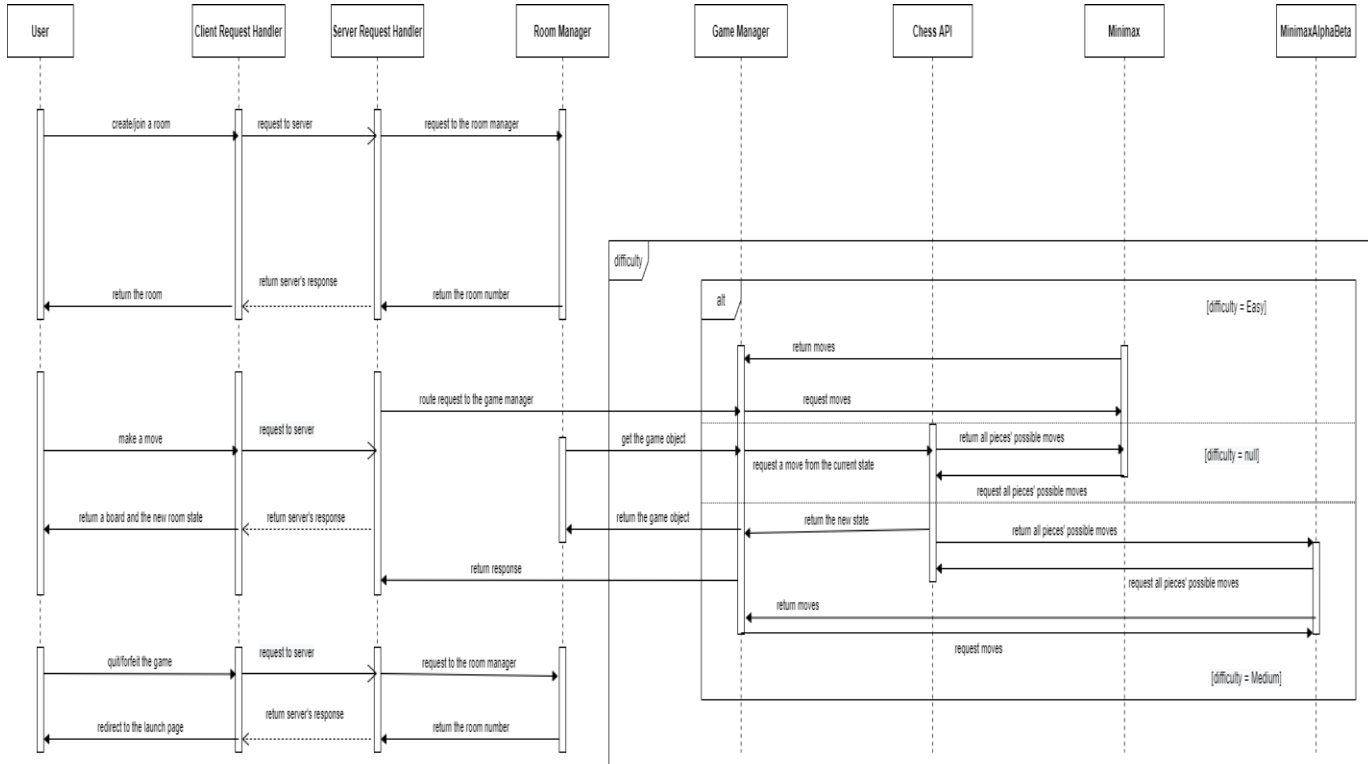 User
Client Request Handler
Server Request Handler
Room Manager
Game Manager
Chess API
Minimax
MinimaxAlphaBeta
create/join a room
request to server
request to the room manager
difficulty
return the room
return server's response
return the room number
alt
[difficulty = Easy]
return moves
route request to the game manager
request moves
make a move
request to server
get the game object
request a move from the current state
return all pieces' possible moves
[difficulty = null]
request all pieces' possible moves
return a board and the new room state
return server's response
return the game object
return the new state
return all pieces' possible moves
return response
request all pieces' possible moves
return moves
request moves
quit/forfeit the game
request to server
request to the room manager
[difficulty = Medium]
redirect to the launch page
return server's response
return the room number